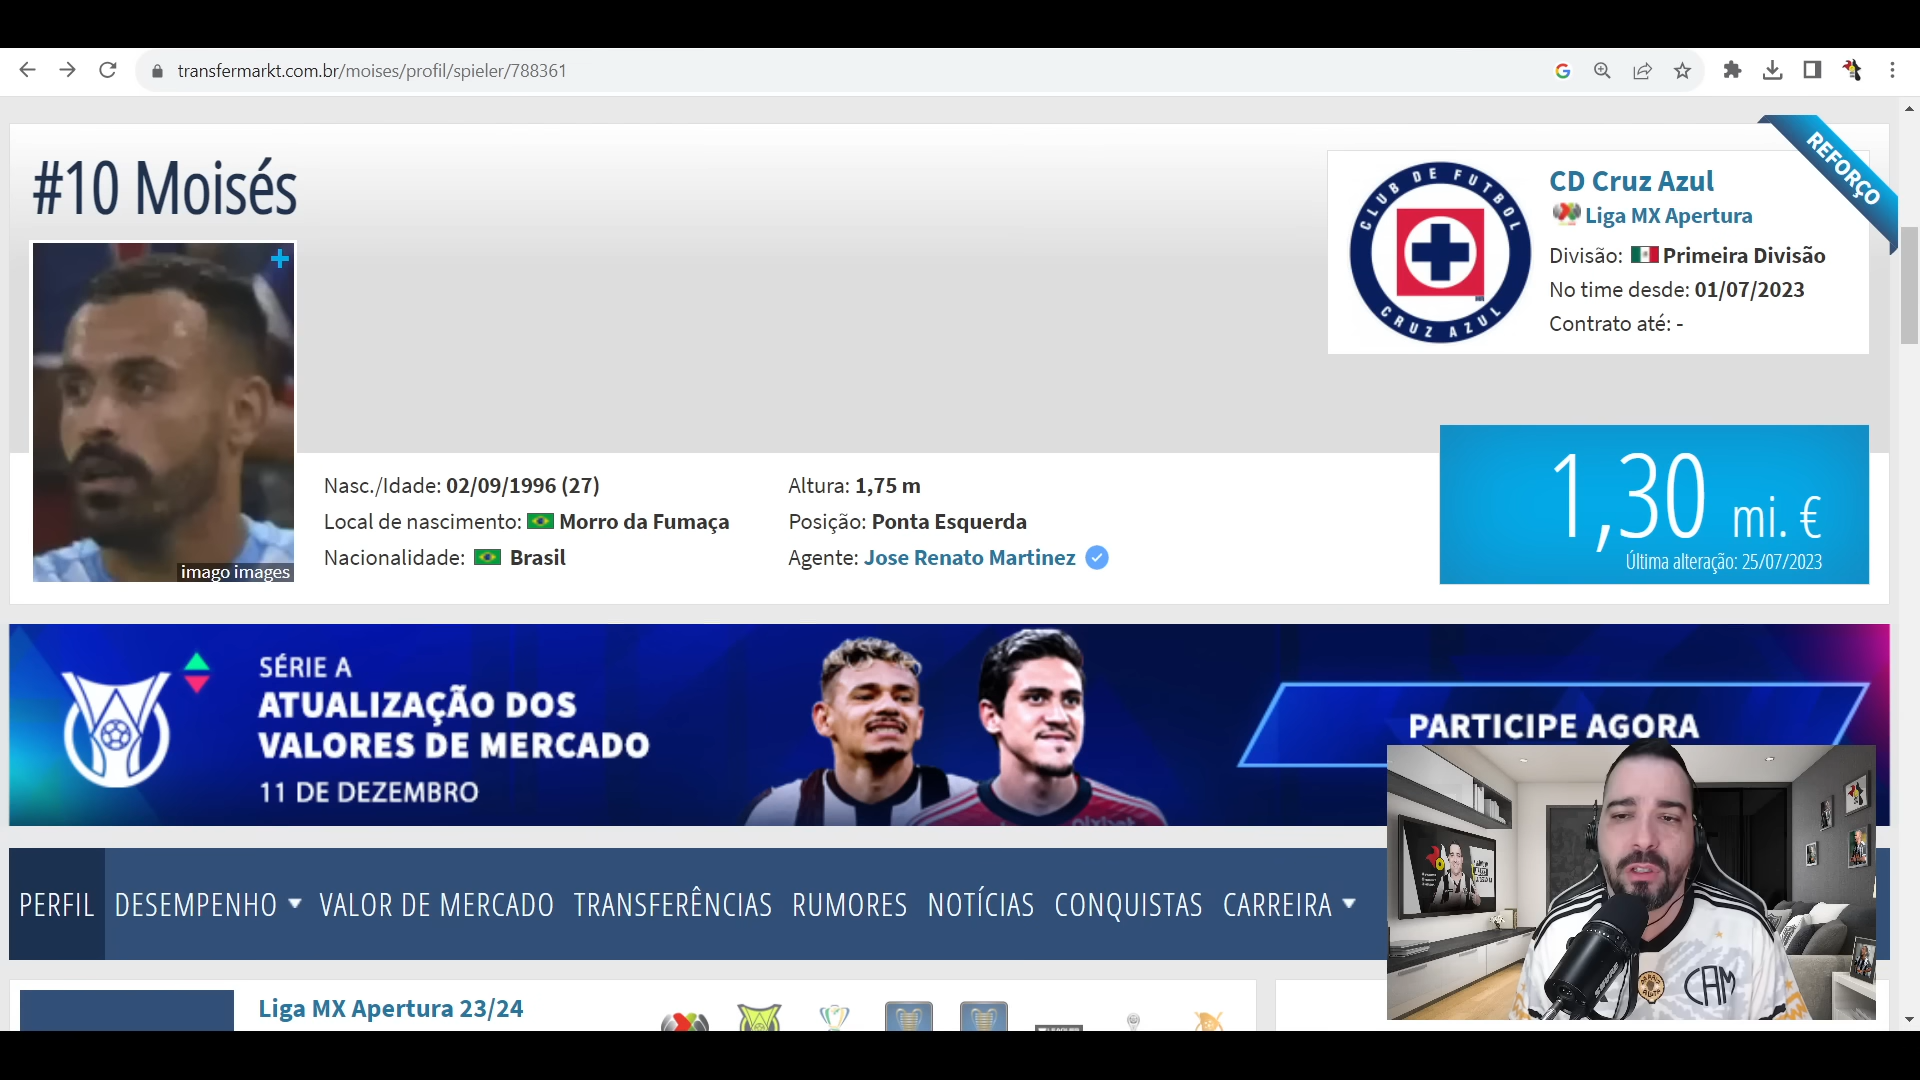 transfermarkt.com.br/moises/profil/spieler/788361
#10 Moisés
imago images
Nasc./Idade: 02/09/1996 (27)
Local de nascimento: Morro da Fumaça
Nacionalidade: Brasil
Altura: 1,75 m
Posição: Ponta Esquerda
Agente: Jose Renato Martinez
CLUB DE FUTBOL
CRUZ AZUL
CD Cruz Azul
Liga MX Apertura
Divisão: Primeira Divisão
No time desde: 01/07/2023
Contrato até: -
REFORÇO
1,30 mi. €
Última alteração: 25/07/2023
SÉRIE A
ATUALIZAÇÃO DOS
VALORES DE MERCADO
11 DE DEZEMBRO
PARTICIPE AGORA
PERFIL DESEMPENHO VALOR DE MERCADO TRANSFERÊNCIAS RUMORES NOTÍCIAS CONQUISTAS CARREIRA
Liga MX Apertura 23/24
CAM